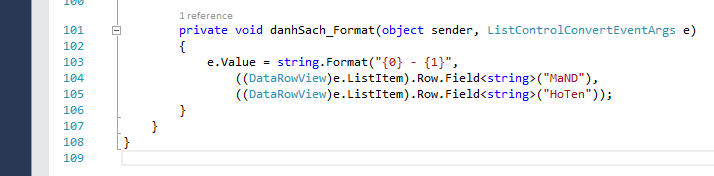 100
1 reference
101 private void danhSach_Format(object sender, ListControlConvertEventArgs e)
102 {
103 e.Value = string.Format("{0} - {1}",
104 ((DataRowView)e.ListItem).Row.Field<string>("MaND"),
105 ((DataRowView)e.ListItem).Row.Field<string>("HoTen"));
106 }
107 }
108 }
109